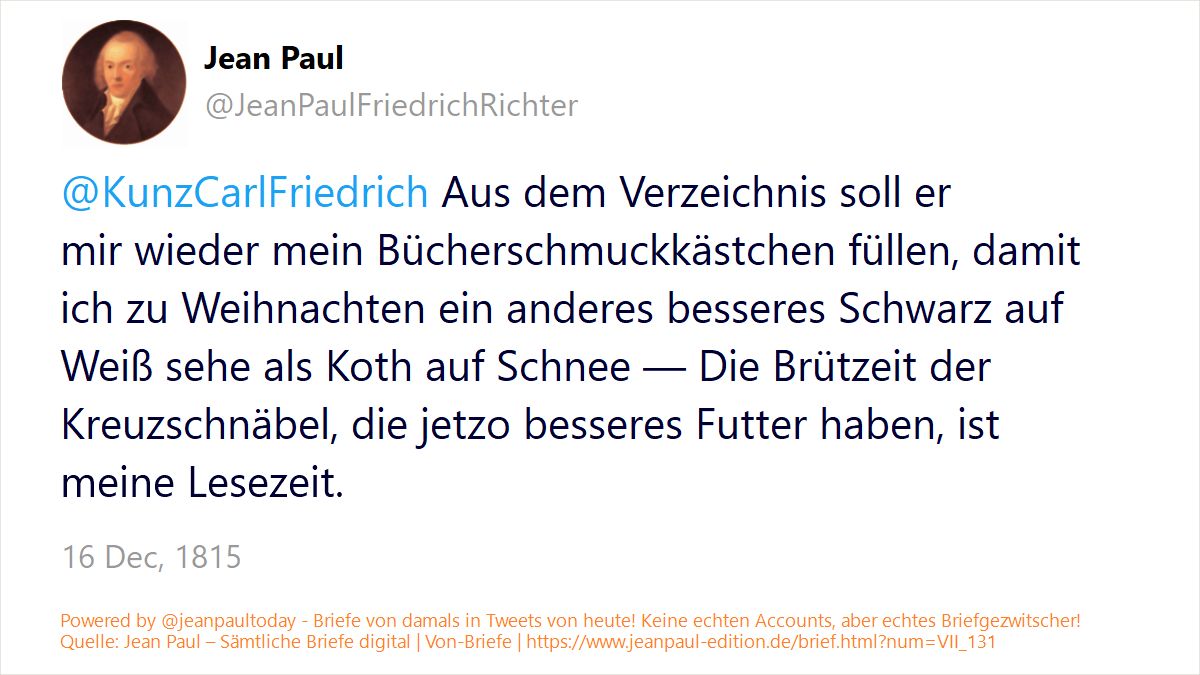 Jean Paul
@JeanPaulFriedrichRichter
@KunzCarlFriedrich Aus dem Verzeichnis soll er
mir wieder mein Bücherschmuckkästchen füllen, damit
ich zu Weihnachten ein anderes besseres Schwarz auf
Weiß sehe als Koth auf Schnee — Die Brützeit der
Kreuzschnäbel, die jetzo besseres Futter haben, ist
meine Lesezeit.
16 Dec, 1815
Powered by @jeanpaultoday - Briefe von damals in Tweets von heute! Keine echten Accounts, aber echtes Briefgezwitscher!
Quelle: Jean Paul – Sämtliche Briefe digital | Von-Briefe | https://www.jeanpaul-edition.de/brief.html?num=VII_131